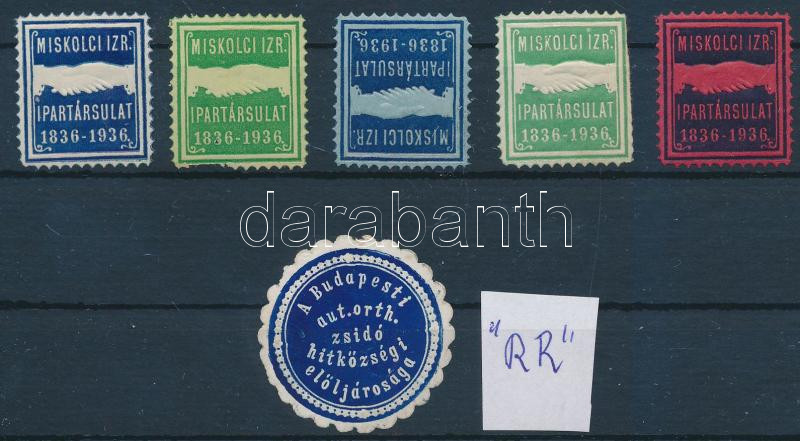 MISKOLCI IZR.
IPARTÁRSULAT
1836-1936
MISKOLCI IZR.
IPARTÁRSULAT
1836-1936
MISKOLCI IZR.
IPARTÁRSULAT
1836-1936
MISKOLCI IZR.
IPARTÁRSULAT
1836-1936
MISKOLCI IZR.
IPARTÁRSULAT
1836-1936
darabanth
A Budapesti
aut.orth.
zsidó
hitközségi
elöljárosága
"RR"